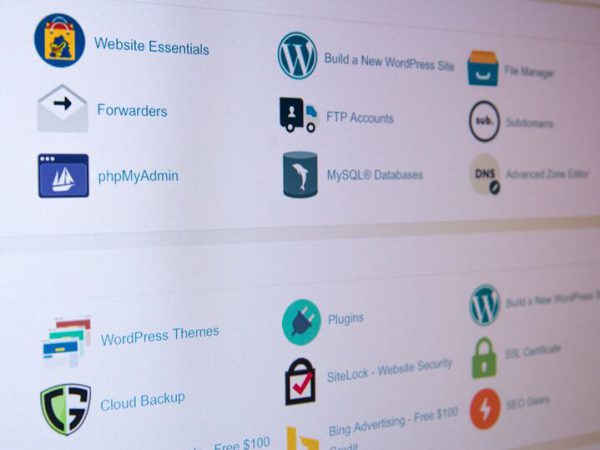 Website Essentials
Build a New WordPress Site
File Manager
Forwarders
FTP Accounts
sub.
Subdomains
phpMyAdmin
MySQL® Databases
DNS
Advanced Zone Editor
WordPress Themes
Plugins
Build a New WordPress S
Cloud Backup
SiteLock - Website Security
SSL Certificate
Free $100
Bing Advertising - Free $100
Credit
SEO Gears